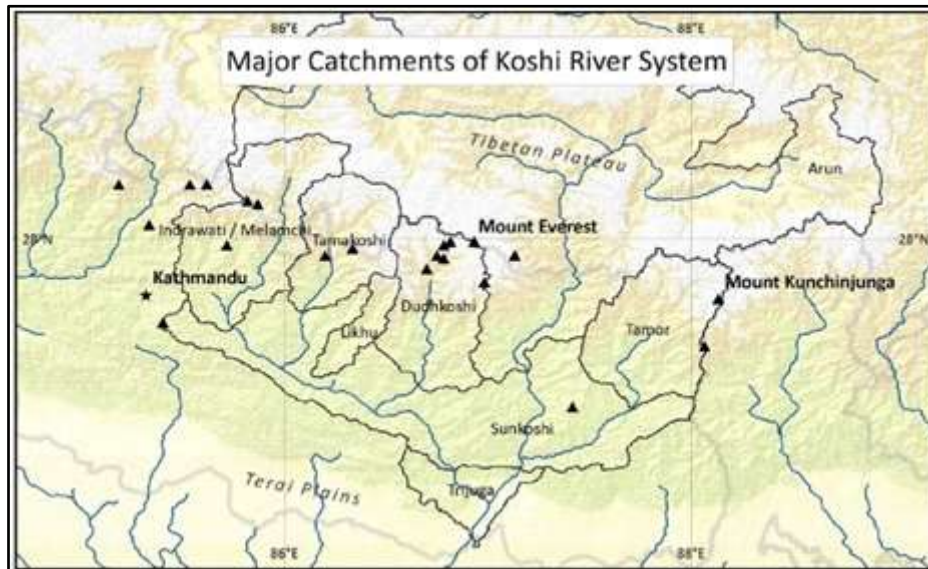 86°E
88°E
Major Catchments of Koshi River System
Tibetan Plateau
Arun
Indrawati / Melamchi
Tamakoshi
Mount Everest
28°N
28°N
Kathmandu
Mount Kunchinjunga
Dudhkoshi
Likhu
Tamor
Sunkoshi
Terai Plains
Trijuga
86°E
88°E